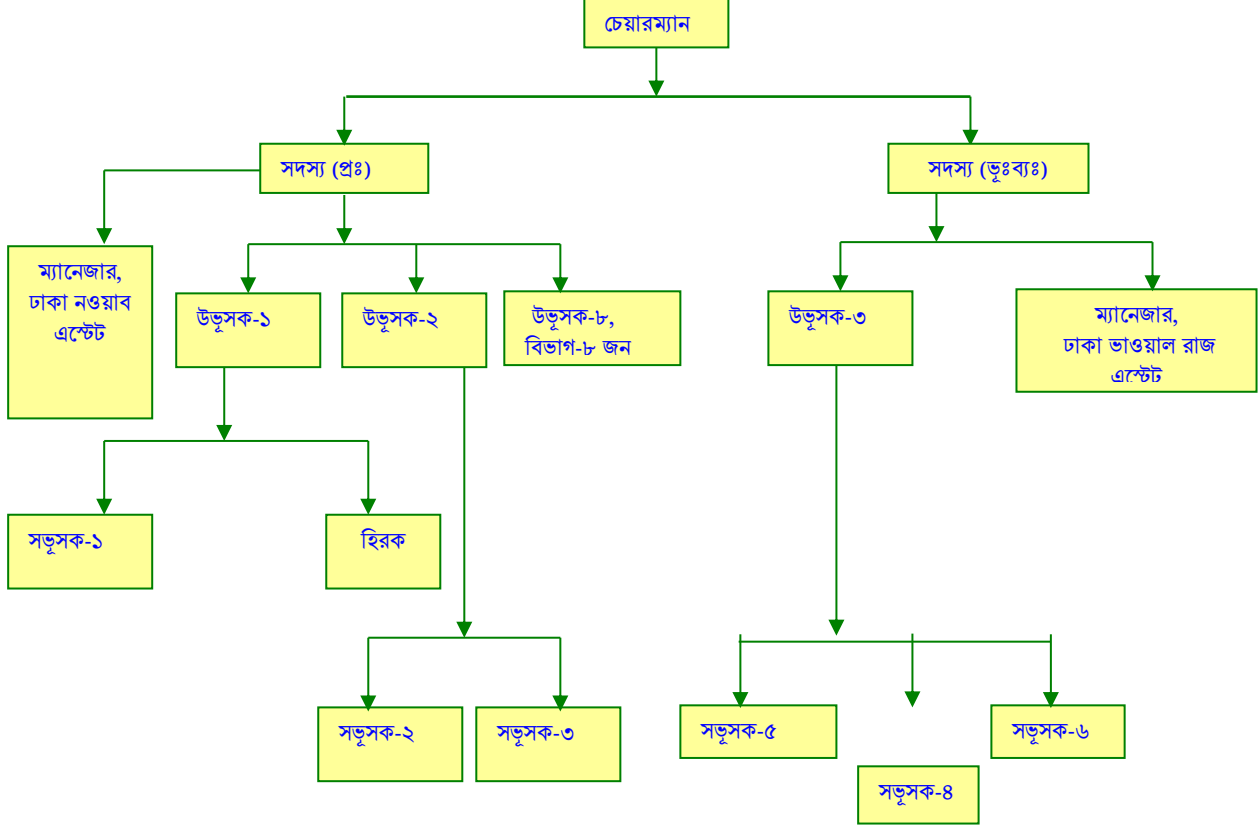 চেয়ারম্যান
সদস্য (প্রঃ)
সদস্য (ভূঃব্যঃ)
ম্যানেজার,
ঢাকা নওয়াব
এস্টেট
উভূসক-১
উভূসক-২
উভূসক-৮,
বিভাগ-৮ জন
উভূসক-৩
ম্যানেজার,
ঢাকা ভাওয়াল রাজ
এস্টেট
সভূসক-১
হিরক
সভূসক-২
সভূসক-৩
সভূসক-৫
সভূসক-৬
সভূসক-৪